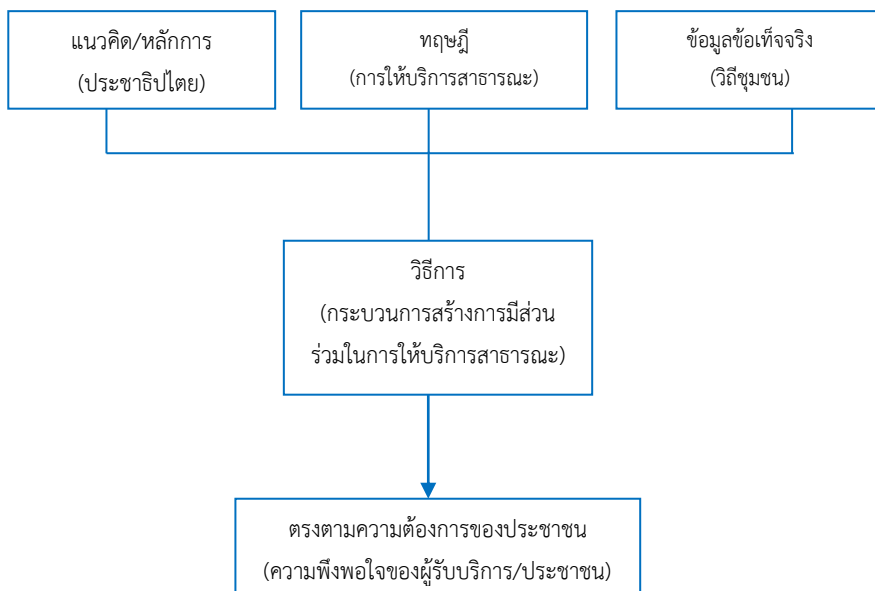 แนวคิด/หลักการ
(ประชาธิปไตย)
ทฤษฎี
(การให้บริการสาธารณะ)
ข้อมูลข้อเท็จจริง
(วิถีชุมชน)
วิธีการ
(กระบวนการสร้างการมีส่วน
ร่วมในการให้บริการสาธารณะ)
ตรงตามความต้องการของประชาชน
(ความพึงพอใจของผู้รับบริการ/ประชาชน)